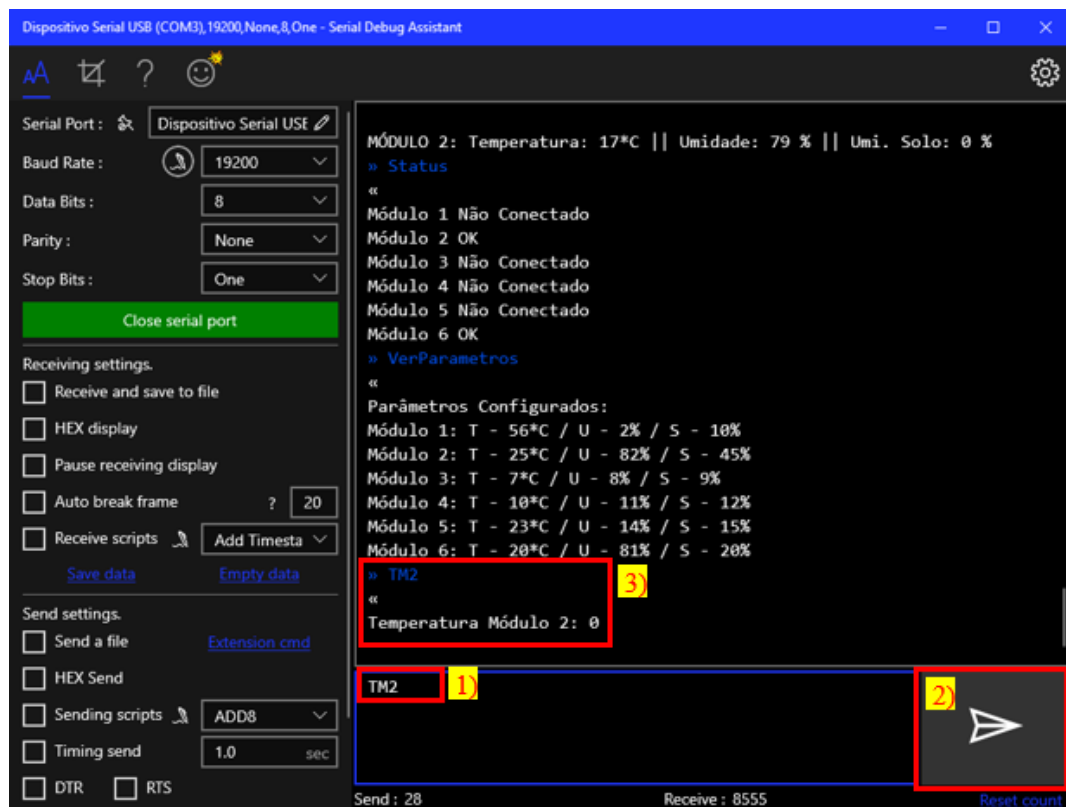 Dispositivo Serial USB (COM3),19200,None,8,One - Serial Debug Assistant
AA
?
Serial Port :
Dispositivo Serial USE
Baud Rate :
19200
Data Bits :
8
Parity :
None
Stop Bits :
One
Close serial port
Receiving settings.
Receive and save to file
HEX display
Pause receiving display
Auto break frame
?
20
Receive scripts
Add Timesta
Save data
Empty data
Send settings.
Send a file
Extension cmd
HEX Send
Sending scripts
ADD8
Timing send
1.0
sec
DTR
RTS
MÓDULO 2: Temperatura: 17*C || Umidade: 79 % || Umi. Solo: 0 %
» Status
«
Módulo 1 Não Conectado
Módulo 2 OK
Módulo 3 Não Conectado
Módulo 4 Não Conectado
Módulo 5 Não Conectado
Módulo 6 OK
» VerParametros
«
Parâmetros Configurados:
Módulo 1: T - 56*C / U - 2% / S - 10%
Módulo 2: T - 25*C / U - 82% / S - 45%
Módulo 3: T - 7*C / U - 8% / S - 9%
Módulo 4: T - 10*C / U - 11% / S - 12%
Módulo 5: T - 23*C / U - 14% / S - 15%
Módulo 6: T - 20*C / U - 81% / S - 20%
» TM2
«
Temperatura Módulo 2: 0
3)
TM2
1)
2)
Send : 28
Receive : 8555
Reset count